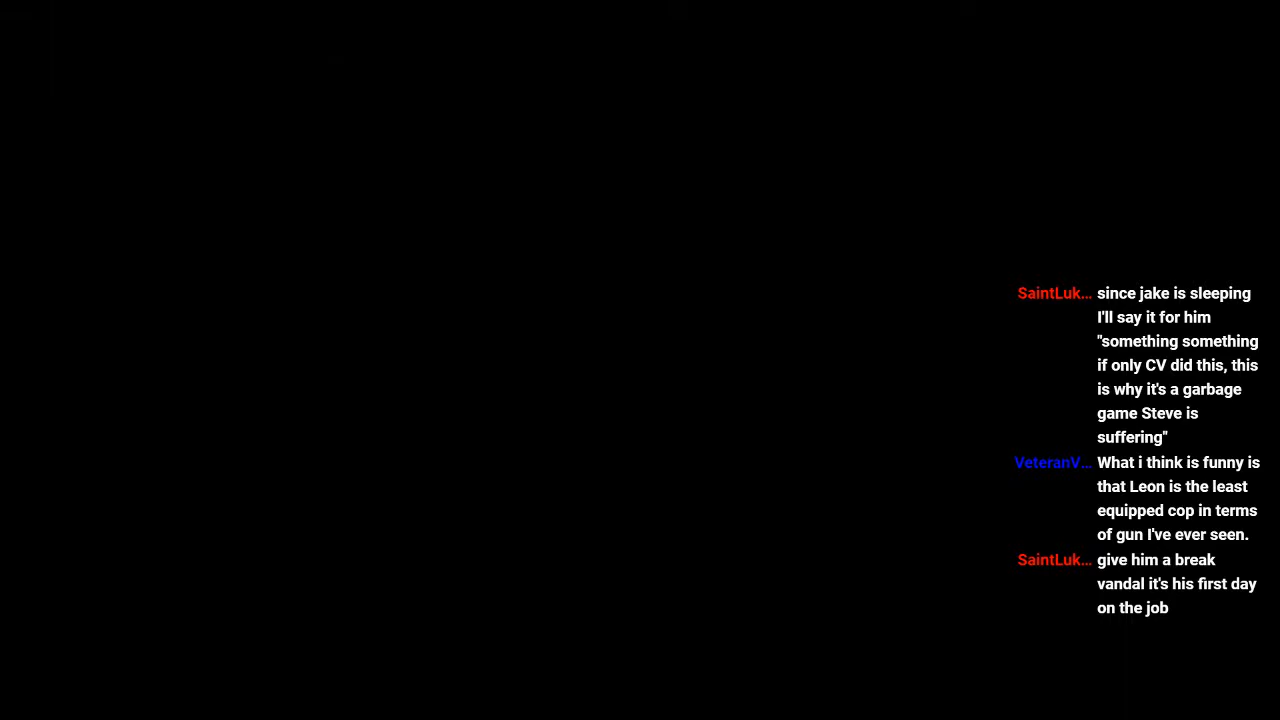 SaintLuk... since jake is sleeping
I'll say it for him
"something something
if only CV did this, this
is why it's a garbage
game Steve is
suffering"
VeteranV... What i think is funny is
that Leon is the least
equipped cop in terms
of gun I've ever seen.
SaintLuk... give him a break
vandal it's his first day
on the job